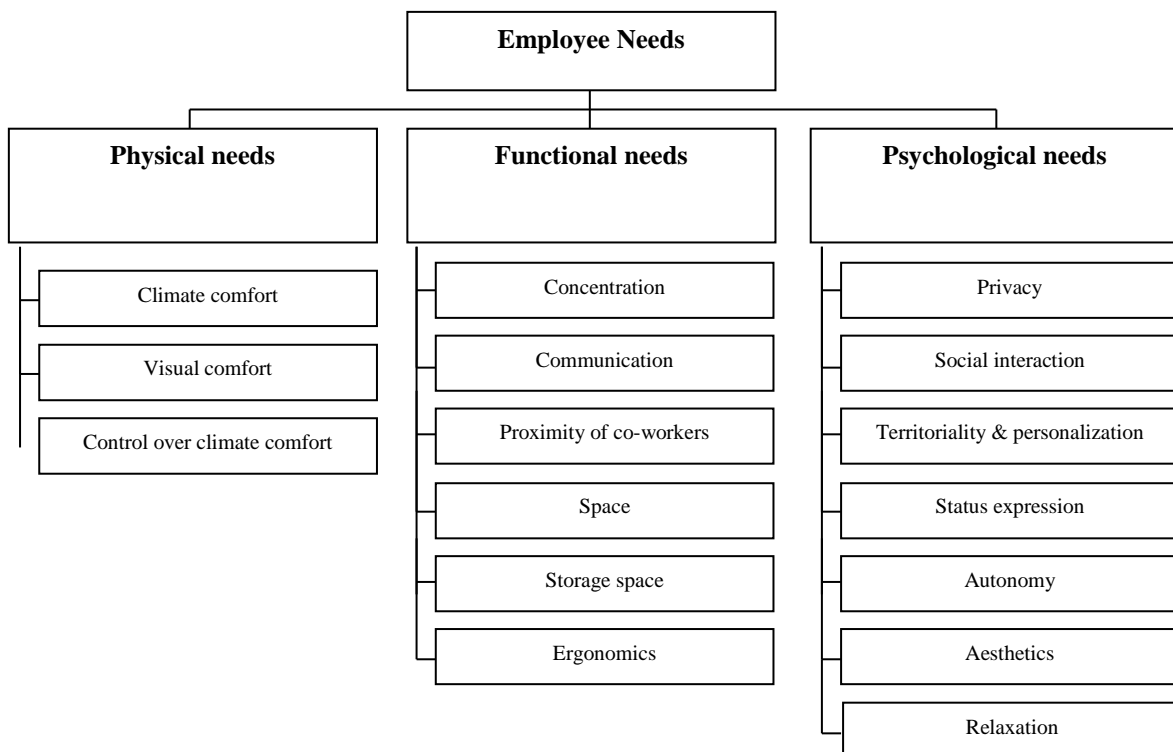 Employee Needs
Physical needs
Functional needs
Psychological needs
Climate comfort
Visual comfort
Control over climate comfort
Concentration
Communication
Proximity of co-workers
Space
Storage space
Ergonomics
Privacy
Social interaction
Territoriality & personalization
Status expression
Autonomy
Aesthetics
Relaxation